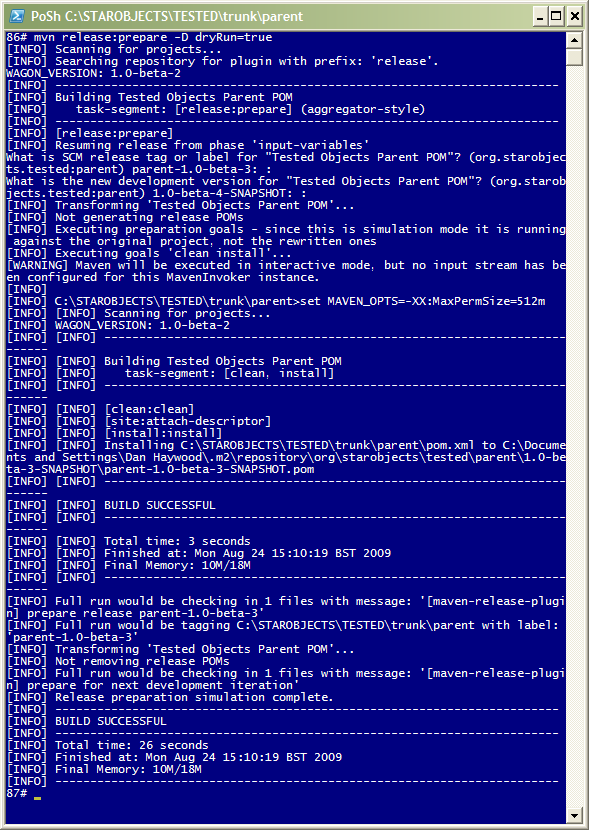 PoSh C:\STAROBJECTS\TESTED\trunk\parent
86# mvn release:prepare -D dryRun=true
[INFO] Scanning for projects...
[INFO] Searching repository for plugin with prefix: 'release'.
WAGON_VERSION: 1.0-beta-2
[INFO] ------------------------------------------------------------------------
[INFO] Building Tested Objects Parent POM
[INFO]    task-segment: [release:prepare] (aggregator-style)
[INFO] ------------------------------------------------------------------------
[INFO] [release:prepare]
[INFO] Resuming release from phase 'input-variables'
What is SCM release tag or label for "Tested Objects Parent POM"? (org.starobjec
ts.tested:parent) parent-1.0-beta-3: :
What is the new development version for "Tested Objects Parent POM"? (org.starob
jects.tested:parent) 1.0-beta-4-SNAPSHOT: :
[INFO] Transforming 'Tested Objects Parent POM'...
[INFO] Not generating release POMs
[INFO] Executing preparation goals - since this is simulation mode it is running
 against the original project, not the rewritten ones
[INFO] Executing goals 'clean install'...
[WARNING] Maven will be executed in interactive mode, but no input stream has be
en configured for this MavenInvoker instance.
[INFO]
[INFO] C:\STAROBJECTS\TESTED\trunk\parent>set MAVEN_OPTS=-XX:MaxPermSize=512m
[INFO] [INFO] Scanning for projects...
[INFO] WAGON_VERSION: 1.0-beta-2
[INFO] [INFO] ------------------------------------------------------------------
------
[INFO] [INFO] Building Tested Objects Parent POM
[INFO] [INFO]    task-segment: [clean, install]
[INFO] [INFO] ------------------------------------------------------------------
------
[INFO] [INFO] [clean:clean]
[INFO] [INFO] [site:attach-descriptor]
[INFO] [INFO] [install:install]
[INFO] [INFO] Installing C:\STAROBJECTS\TESTED\trunk\parent\pom.xml to C:\Docume
nts and Settings\Dan Haywood\.m2\repository\org\starobjects\tested\parent\1.0-be
ta-3-SNAPSHOT\parent-1.0-beta-3-SNAPSHOT.pom
[INFO] [INFO] ------------------------------------------------------------------
------
[INFO] [INFO] BUILD SUCCESSFUL
[INFO] [INFO] ------------------------------------------------------------------
------
[INFO] [INFO] Total time: 3 seconds
[INFO] [INFO] Finished at: Mon Aug 24 15:10:19 BST 2009
[INFO] [INFO] Final Memory: 10M/18M
[INFO] [INFO] ------------------------------------------------------------------
------
[INFO] Full run would be checking in 1 files with message: '[maven-release-plugi
n] prepare release parent-1.0-beta-3'
[INFO] Full run would be tagging C:\STAROBJECTS\TESTED\trunk\parent with label:
'parent-1.0-beta-3'
[INFO] Transforming 'Tested Objects Parent POM'...
[INFO] Not removing release POMs
[INFO] Full run would be checking in 1 files with message: '[maven-release-plugi
n] prepare for next development iteration'
[INFO] Release preparation simulation complete.
[INFO] ------------------------------------------------------------------------
[INFO] BUILD SUCCESSFUL
[INFO] ------------------------------------------------------------------------
[INFO] Total time: 26 seconds
[INFO] Finished at: Mon Aug 24 15:10:19 BST 2009
[INFO] Final Memory: 10M/18M
[INFO] ------------------------------------------------------------------------
87# _